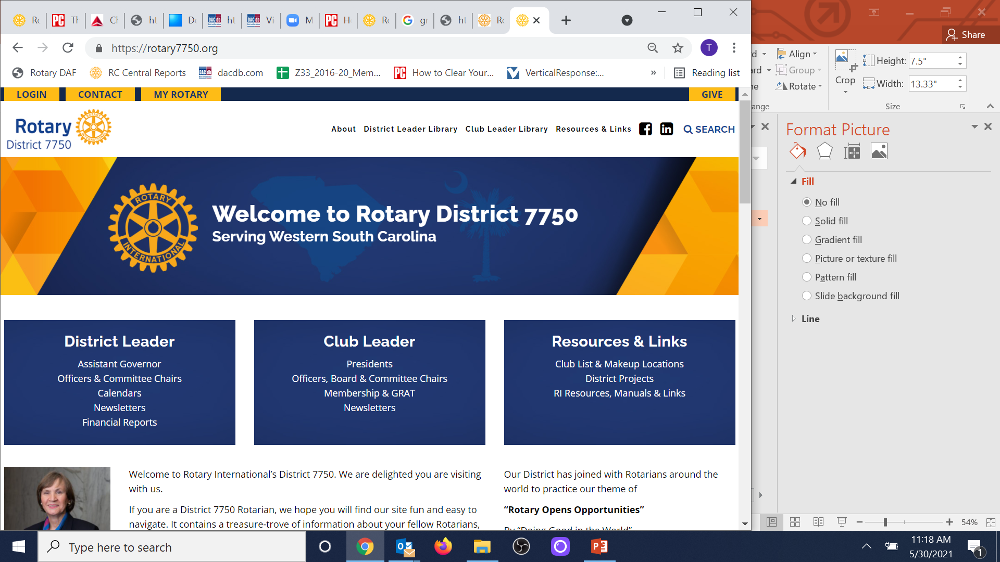 Ro
PC
Th
Cl
ht
De
ht
Vi
M
PC
H
Ro
gr
ht
Ro
https://rotary7750.org
T
Rotary DAF
RC Central Reports
dacdb.com
Z33_2016-20_Mem...
PC
How to Clear Your...
VerticalResponse:...
»
Reading list
LOGIN
CONTACT
MY ROTARY
GIVE
Rotary
District 7750
About
District Leader Library
Club Leader Library
Resources & Links
SEARCH
ROTARY
INTERNATIONAL
Welcome to Rotary District 7750
Serving Western South Carolina
District Leader
Assistant Governor
Officers & Committee Chairs
Calendars
Newsletters
Financial Reports
Club Leader
Presidents
Officers, Board & Committee Chairs
Membership & GRAT
Newsletters
Resources & Links
Club List & Makeup Locations
District Projects
RI Resources, Manuals & Links
Welcome to Rotary International’s District 7750. We are delighted you are visiting
with us.
If you are a District 7750 Rotarian, we hope you will find our site fun and easy to
navigate. It contains a treasure-trove of information about your fellow Rotarians,
Our District has joined with Rotarians around the
world to practice our theme of
“Rotary Opens Opportunities”
By “Doing Good in the World”
Share
Align
Group
Rotate
Crop
Height:
7.5"
Width:
13.33"
Size
Format Picture
Fill
No fill
Solid fill
Gradient fill
Picture or texture fill
Pattern fill
Slide background fill
Line
54%
Type here to search
11:18 AM
5/30/2021
1